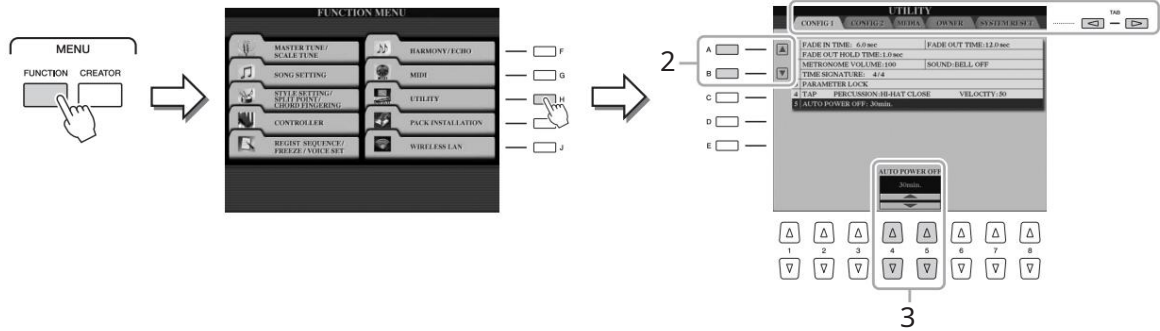 MENU
FUNCTION CREATOR
FUNCTION MENU
MASTER TUNE/
SCALE TUNE
SONG SETTING
STYLE SETTING/
SPLIT POINT/
CHORD FINGERING
CONTROLLER
REGIST SEQUENCE/
FREEZE / VOICE SET
HARMONY/ECHO
MIDI
UTILITY
PACK INSTALLATION
WIRELESS LAN
F
G
H
J
UTILITY
CONFIG 1 CONFIG 2 MEDIA OWNER SYSTEM RESET
TAB
2
A
B
C
D
E
FADE IN TIME: 6.0sec FADE OUT TIME:12.0sec
FADE OUT HOLD TIME:1.0sec
METRONOME VOLUME:100 SOUND:BELL OFF
TIME SIGNATURE: 4/4
PARAMETER LOCK
4 TAP PERCUSSION:HI-HAT CLOSE VELOCITY:50
5 AUTO POWER OFF: 30min.
AUTO POWER OFF
30min.
1 2 3 4 5 6 7 8
3